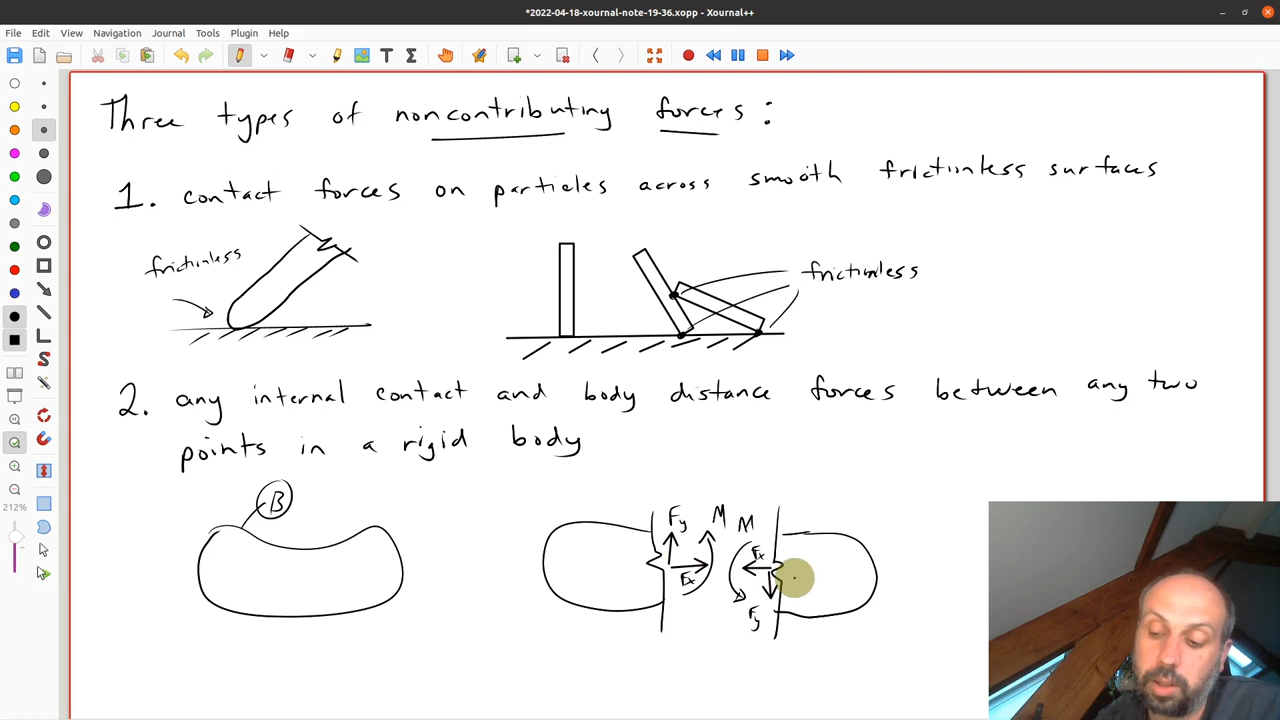 *2022-04-18-xournal-note-19-36.xopp - Xournal++
File Edit View Navigation Journal Tools Plugin Help
Three types of noncontributing forces:
1. contact forces on particles across smooth frictionless surfaces
frictionless
frictionless
2. any internal contact and body distance forces between any two
points in a rigid body
B
Fy M M
Fx Fx
Fy
212%